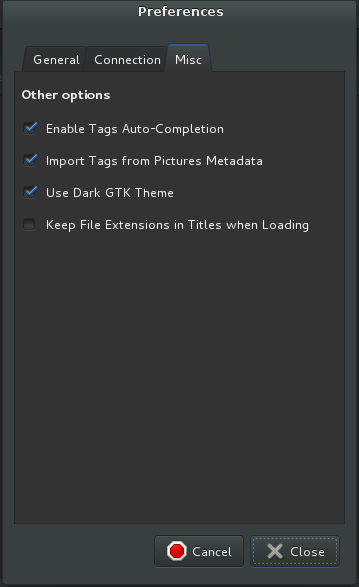 Preferences
General Connection Misc
Other options
Enable Tags Auto-Completion
Import Tags from Pictures Metadata
Use Dark GTK Theme
Keep File Extensions in Titles when Loading
Cancel Close